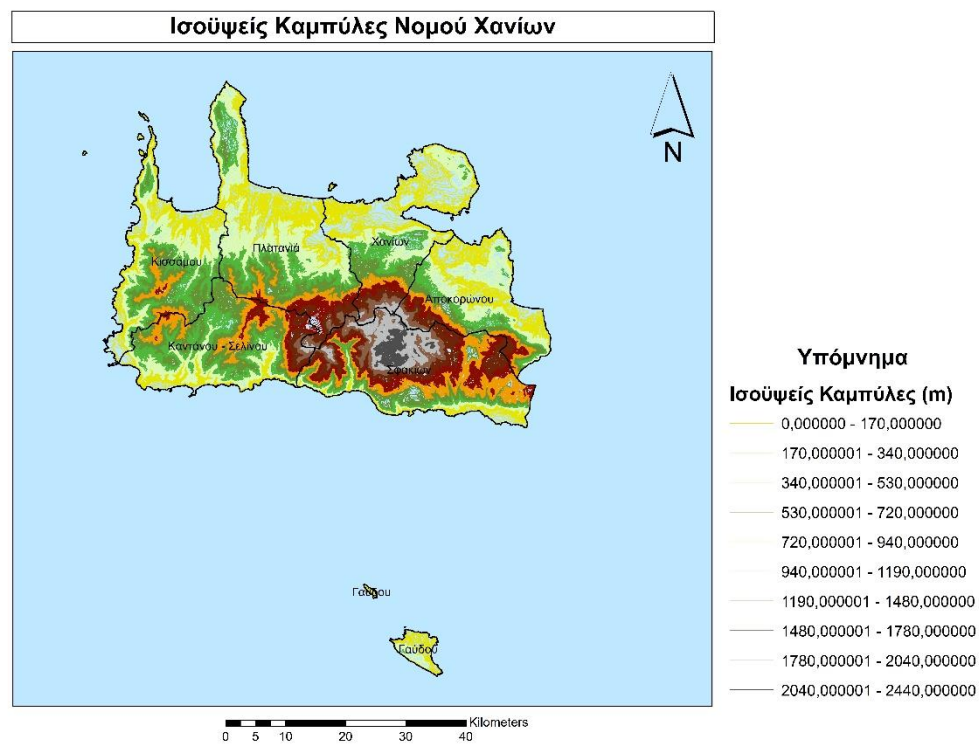 Ισοϋψείς Καμπύλες Νομού Χανίων
N
Χανίων
Πλατανιά
Κισσάμου
Αποκορώνου
Καντάνου - Σελίνου
Σφακίων
Γαύδου
Γαύδου
Υπόμνημα
Ισοϋψείς Καμπύλες (m)
0,000000 - 170,000000
170,000001 - 340,000000
340,000001 - 530,000000
530,000001 - 720,000000
720,000001 - 940,000000
940,000001 - 1190,000000
1190,000001 - 1480,000000
1480,000001 - 1780,000000
1780,000001 - 2040,000000
2040,000001 - 2440,000000
Kilometers
0 5 10 20 30 40